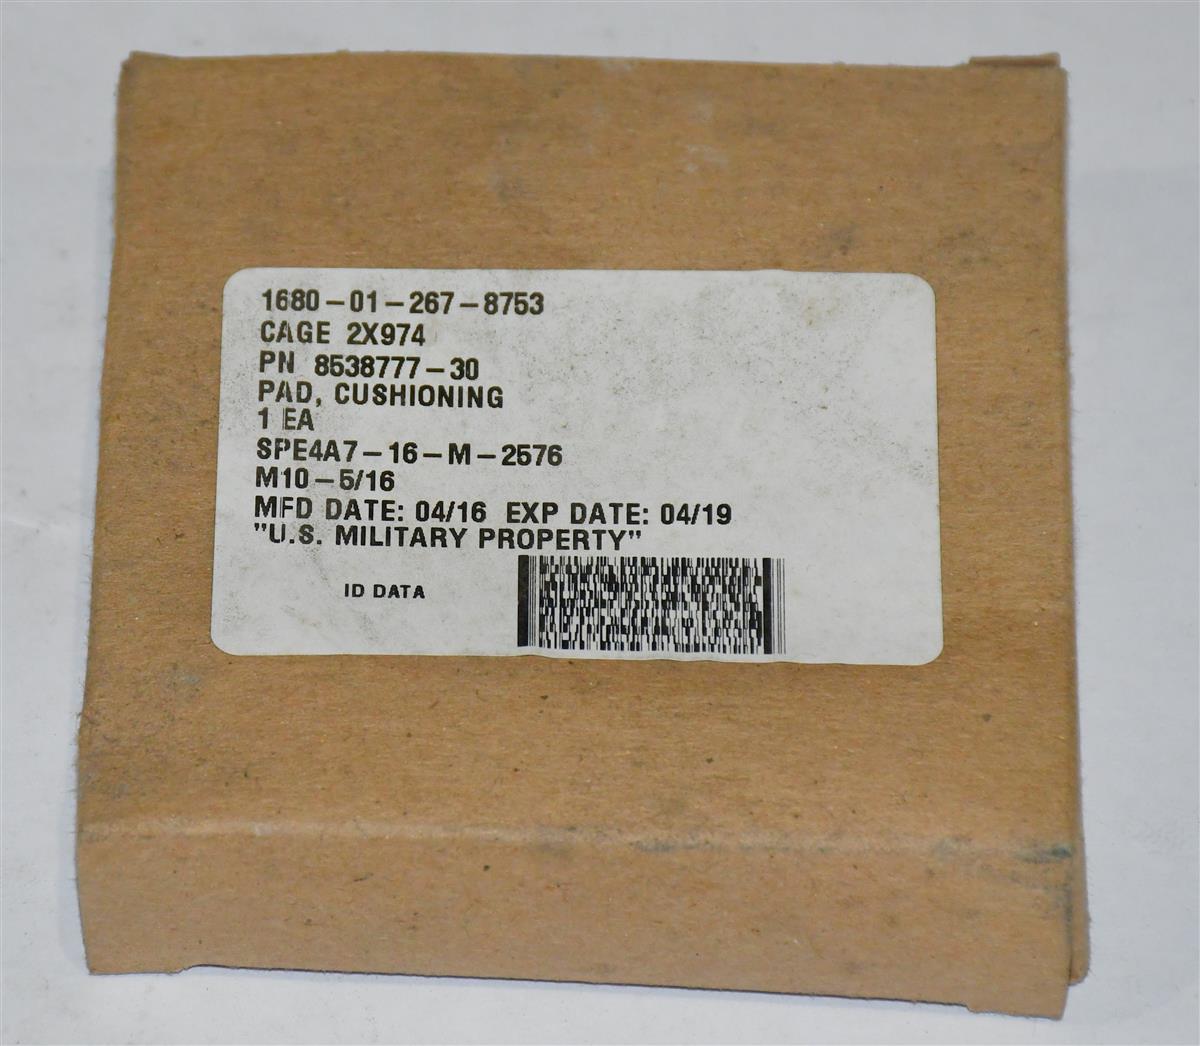 1680-01-267-8753
CAGE 2X974
PN 8538777-30
PAD, CUSHIONING
1 EA
SPE4A7-16-M-2576
M10-5/16
MFD DATE: 04/16 EXP DATE: 04/19
"U.S. MILITARY PROPERTY"
ID DATA